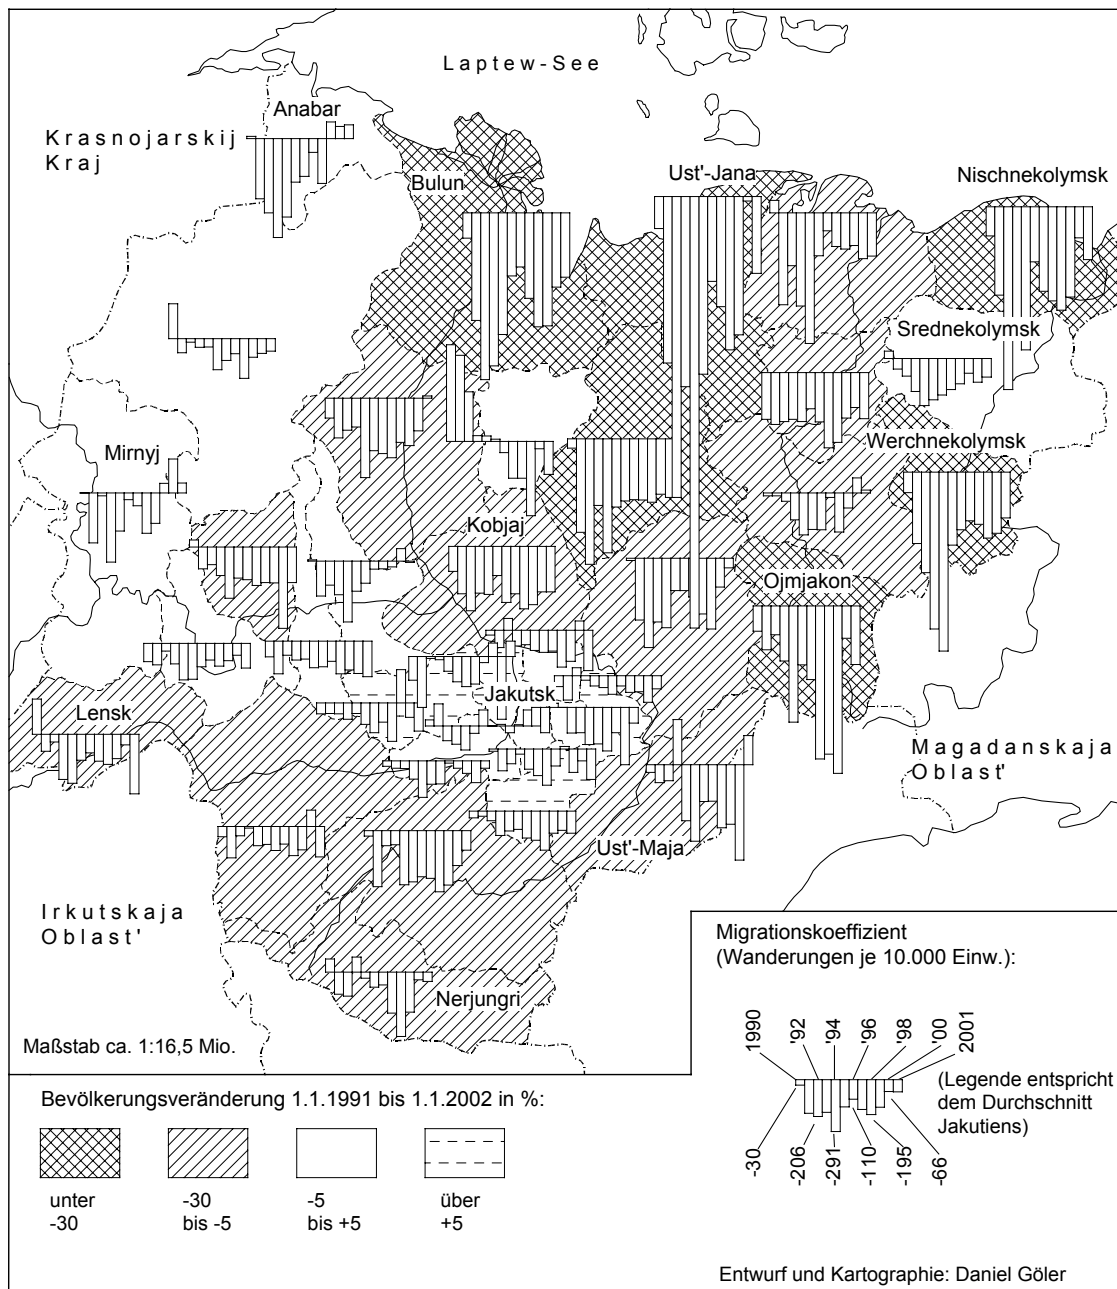 Laptew-See
Anabar
Krasnojarskij
Kraj
Bulun
Ust'-Jana
Nischnekolymsk
Srednekolymsk
Mirnyj
Werchnekolymsk
Kobjaj
Ojmjakon
Jakutsk
Lensk
Magadanskaja
Oblast'
Ust'-Maja
Irkutskaja
Oblast'
Nerjungri
Maßstab ca. 1:16,5 Mio.
Migrationskoeffizient
(Wanderungen je 10.000 Einw.):
1990
'92
'94
'96
'98
'00
2001
(Legende entspricht
dem Durchschnitt
Jakutiens)
-30
-206
-291
-110
-195
-66
Bevölkerungsveränderung 1.1.1991 bis 1.1.2002 in %:
unter
-30
-30
bis -5
-5
bis +5
über
+5
Entwurf und Kartographie: Daniel Göler